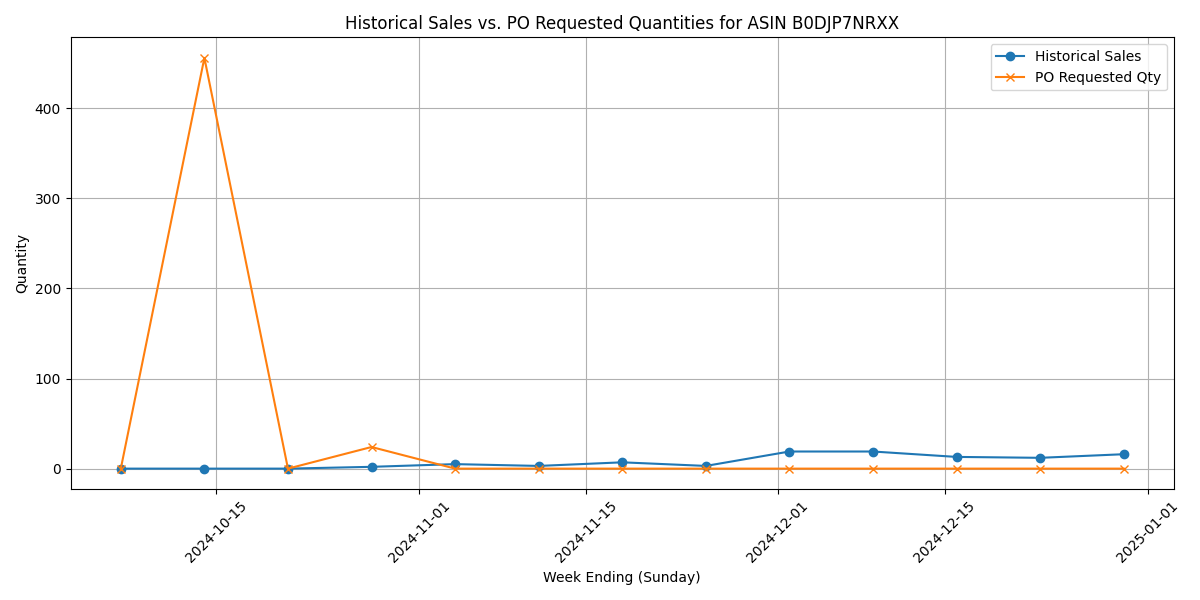 Historical Sales vs. PO Requested Quantities for ASIN B0DJP7NRXX
Historical Sales
PO Requested Qty
Quantity
400
300
200
100
0
2024-10-15
2024-11-01
2024-11-15
2024-12-01
2024-12-15
2025-01-01
Week Ending (Sunday)